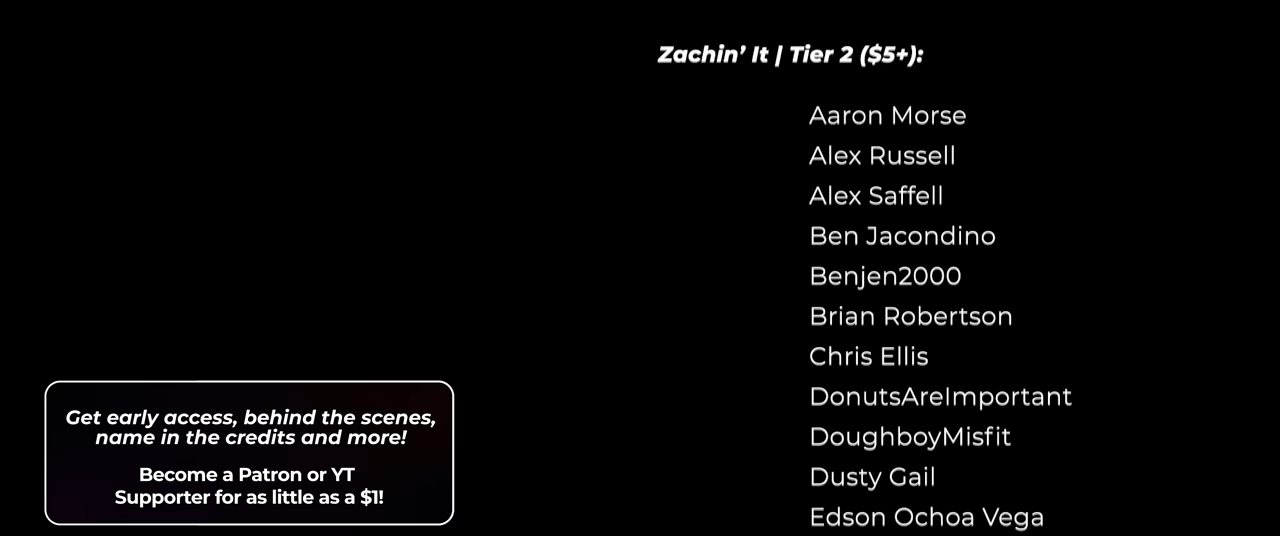 Zachin’ It | Tier 2 ($5+):
Aaron Morse
Alex Russell
Alex Saffell
Ben Jacondino
Benjen2000
Brian Robertson
Chris Ellis
DonutsAreImportant
DoughboyMisfit
Dusty Gail
Edson Ochoa Vega
Get early access, behind the scenes,
name in the credits and more!
Become a Patron or YT
Supporter for as little as a $1!